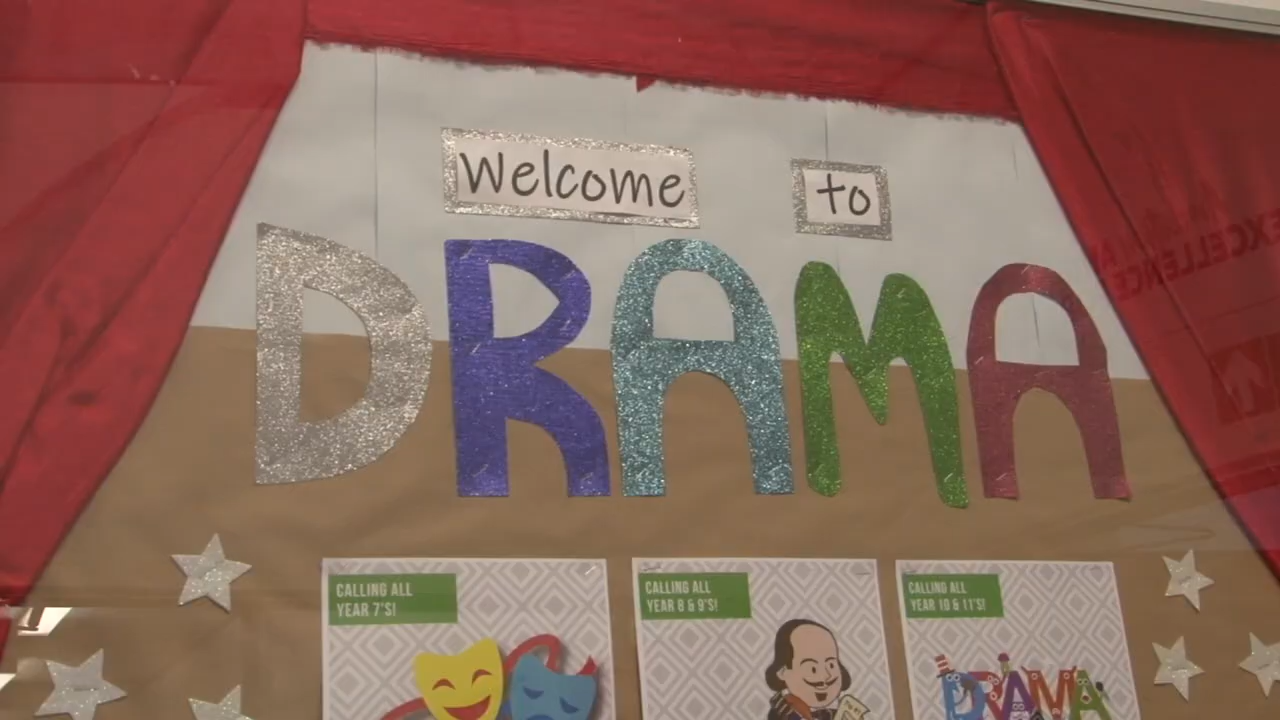 Welcome to
DRAMA
CALLING ALL
YEAR 7'S!
CALLING ALL
YEAR 8 & 9'S!
CALLING ALL
YEAR 10 & 11'S!
DRAMA
EXCELLENCE